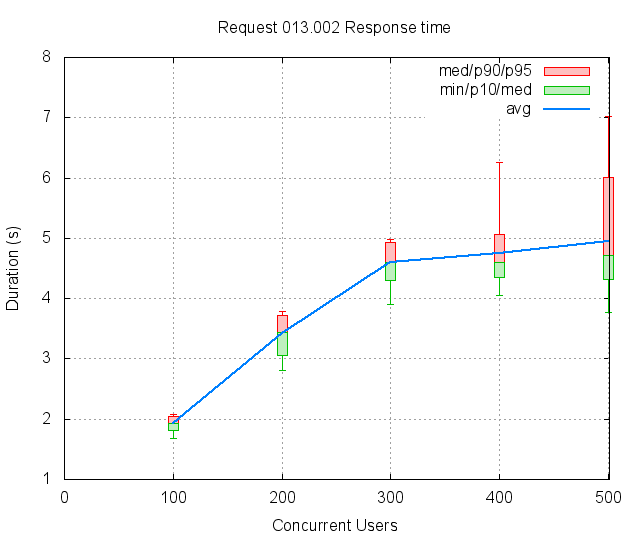 Request 013.002 Response time
med/p90/p95
min/p10/med
avg
8
7
6
5
4
3
2
1
Duration (s)
0 100 200 300 400 500
Concurrent Users